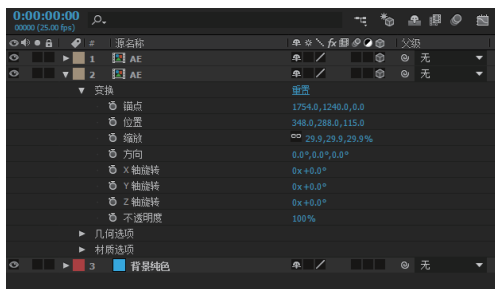 0:00:00:00
00000 (25.00 fps)
# 源名称 fx 父级
1 AE 无
2 AE 无
变换 重置
锚点 1754.0,1240.0,0.0
位置 348.0,288.0,115.0
缩放 29.9,29.9,29.9%
方向 0.0°,0.0°,0.0°
X 轴旋转 0x+0.0°
Y 轴旋转 0x+0.0°
Z 轴旋转 0x+0.0°
不透明度 100%
几何选项
材质选项
3 背景纯色 无